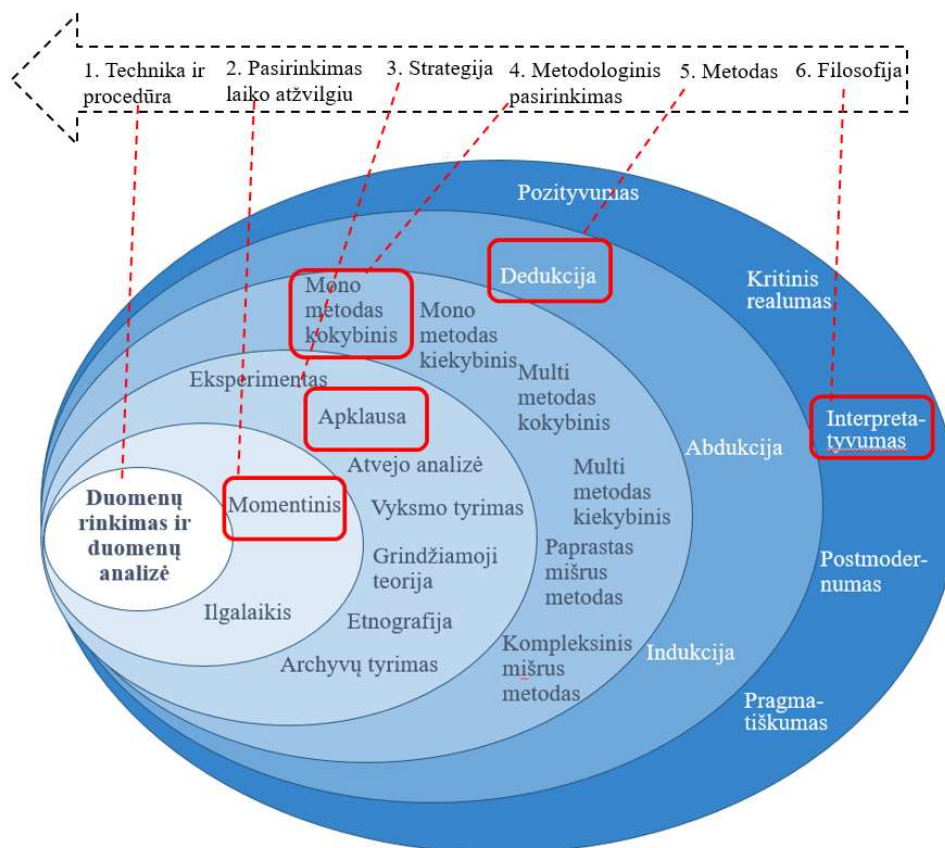 1. Technika ir
procedūra
2. Pasirinkimas
laiko atžvilgiu
3. Strategija
4. Metodologinis
pasirinkimas
5. Metodas
6. Filosofija
Pozityvumas
Kritinis
realumas
Interpreta-
tyvumas
Postmoder-
numas
Pragma-
tiškumas
Dedukcija
Abdukcija
Indukcija
Mono
metodas
kokybinis
Mono
metodas
kiekybinis
Multi
metodas
kokybinis
Multi
metodas
kiekybinis
Paprastas
mišrus
metodas
Kompleksinis
mišrus
metodas
Eksperimentas
Apklausa
Atvejo analizė
Vyksmo tyrimas
Grindžiamoji
teorija
Etnografija
Archyvų tyrimas
Momentinis
Ilgalaikis
Duomenų
rinkimas ir
duomenų
analizė